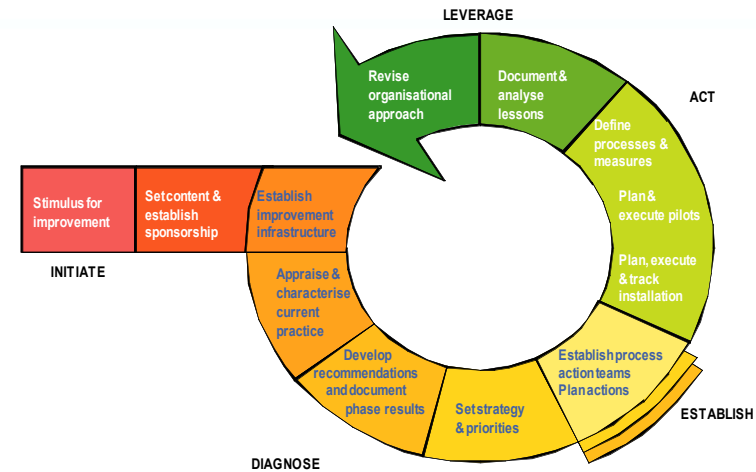 LEVERAGE
Revise
organisational
approach
Document &
analyse
lessons
ACT
Define
processes &
measures
Plan &
execute pilots
Plan, execute
& track
installation
Stimulus for
improvement
Set content &
establish
sponsorship
Establish
improvement
infrastructure
INITIATE
Appraise &
characterise
current
practice
Develop
recommendations
and document
phase results
Set strategy
& priorities
Establish process
action teams
Plan actions
ESTABLISH
DIAGNOSE